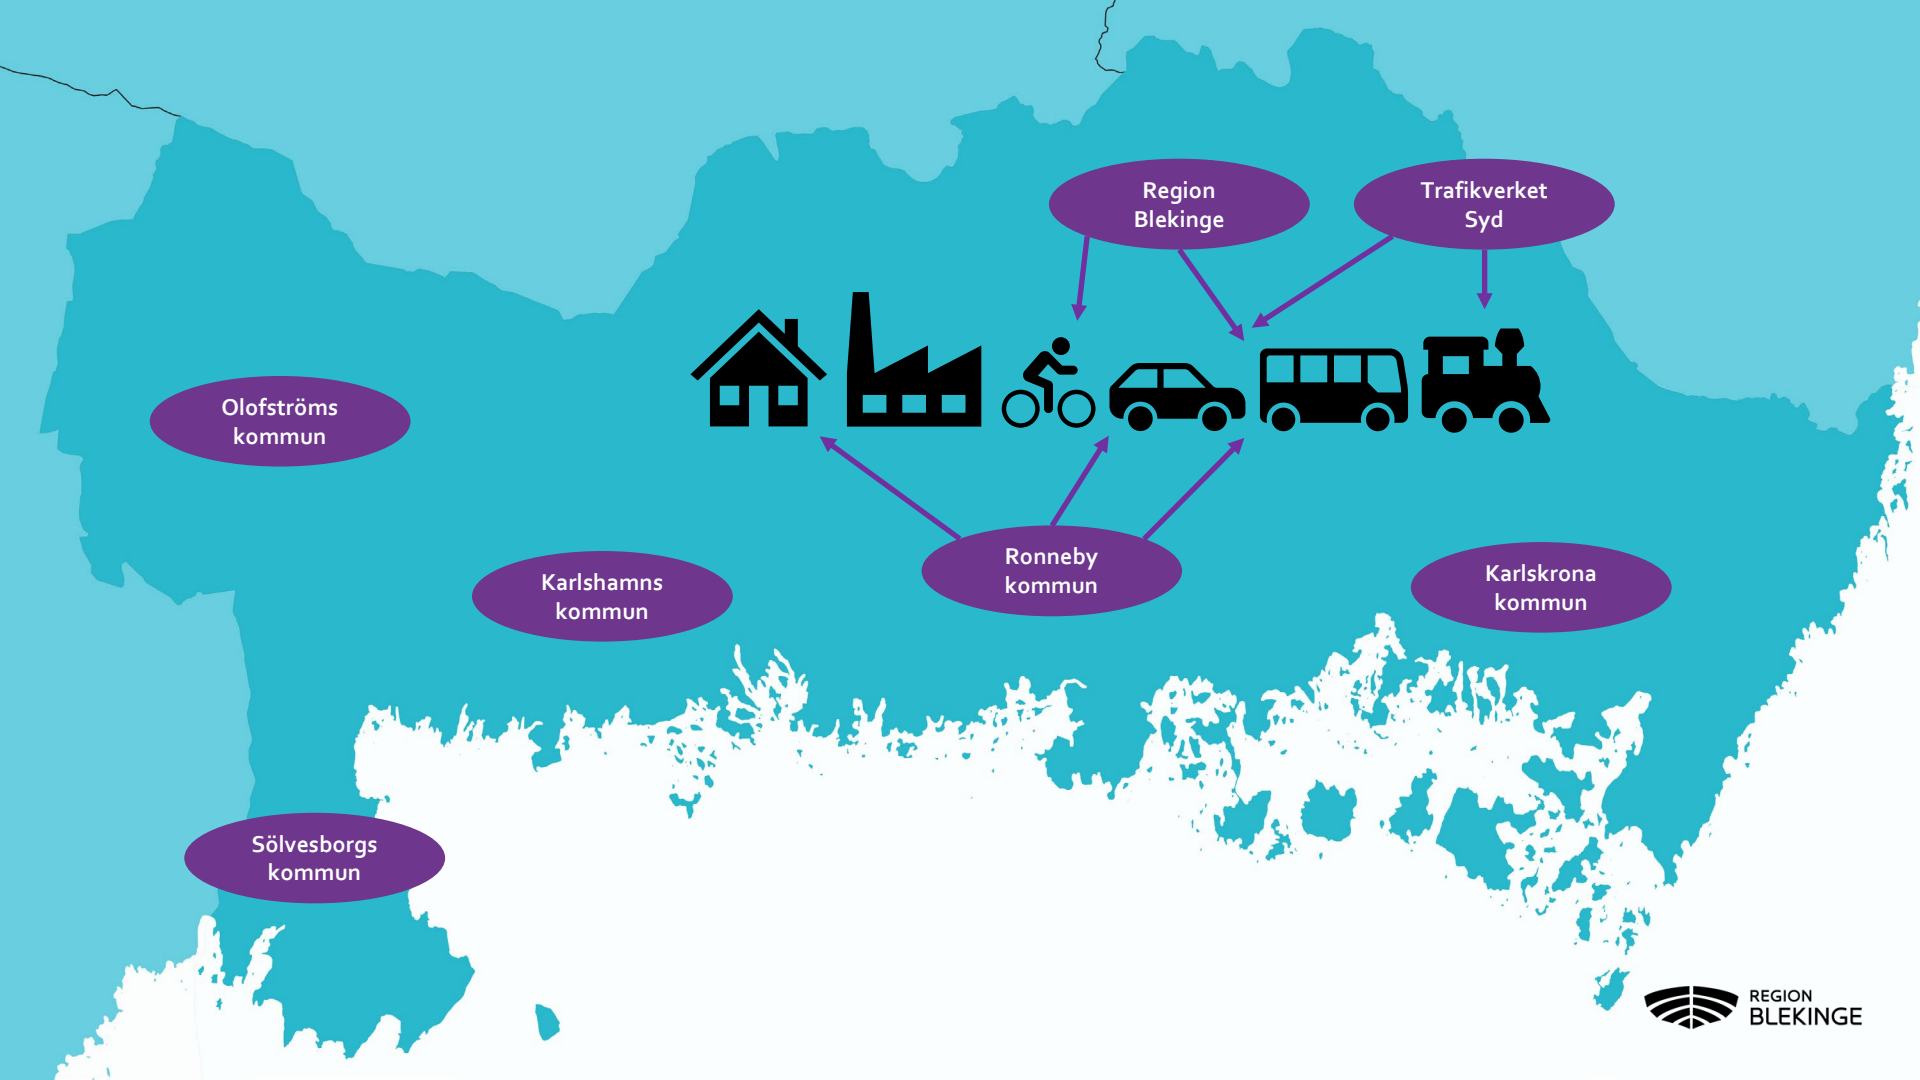 Region
Blekinge
Trafikverket
Syd
Olofströms
kommun
Karlshamns
kommun
Ronneby
kommun
Karlskrona
kommun
Sölvesborgs
kommun
REGION
BLEKINGE